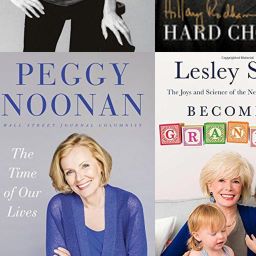 Hillary Rodham
HARD CH
PEGGY
NOONAN
WALL STREET JOURNAL COLUMNIST
The
Time
of Our
Lives
Lesley S
The Joys and Science of the Ne
BECOM
GRAN